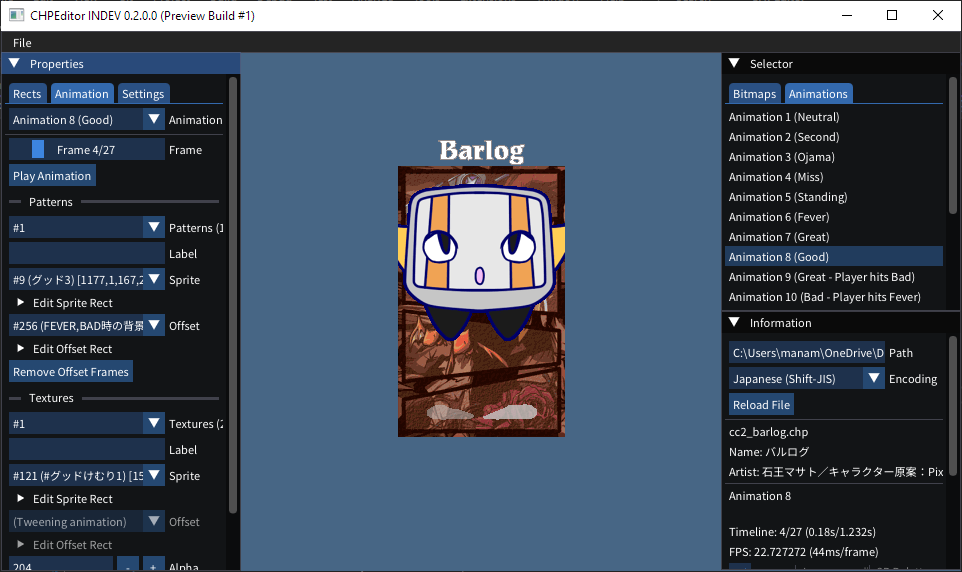 CHPEditor INDEV 0.2.0.0 (Preview Build #1)
File
Properties
Rects Animation Settings
Animation 8 (Good) Animation
Frame 4/27 Frame
Play Animation
Patterns
#1 Patterns (1
Label
#9 (グッド3) [1177,1,167,2 Sprite
Edit Sprite Rect
#256 (FEVER,BAD時の背景 Offset
Edit Offset Rect
Remove Offset Frames
Textures
#1 Textures (2
Label
#121 (#グッドけむり1) [15 Sprite
Edit Sprite Rect
(Tweening animation) Offset
Edit Offset Rect
204 - + Alpha
Barlog
Selector
Bitmaps Animations
Animation 1 (Neutral)
Animation 2 (Second)
Animation 3 (Ojama)
Animation 4 (Miss)
Animation 5 (Standing)
Animation 6 (Fever)
Animation 7 (Great)
Animation 8 (Good)
Animation 9 (Great - Player hits Bad)
Animation 10 (Bad - Player hits Fever)
Information
C:\Users\manam\OneDrive\D Path
Japanese (Shift-JIS) Encoding
Reload File
cc2_barlog.chp
Name: バルログ
Artist: 石王マサト／キャラクター原案：Pix
Animation 8
Timeline: 4/27 (0.18s/1.232s)
FPS: 22.727272 (44ms/frame)